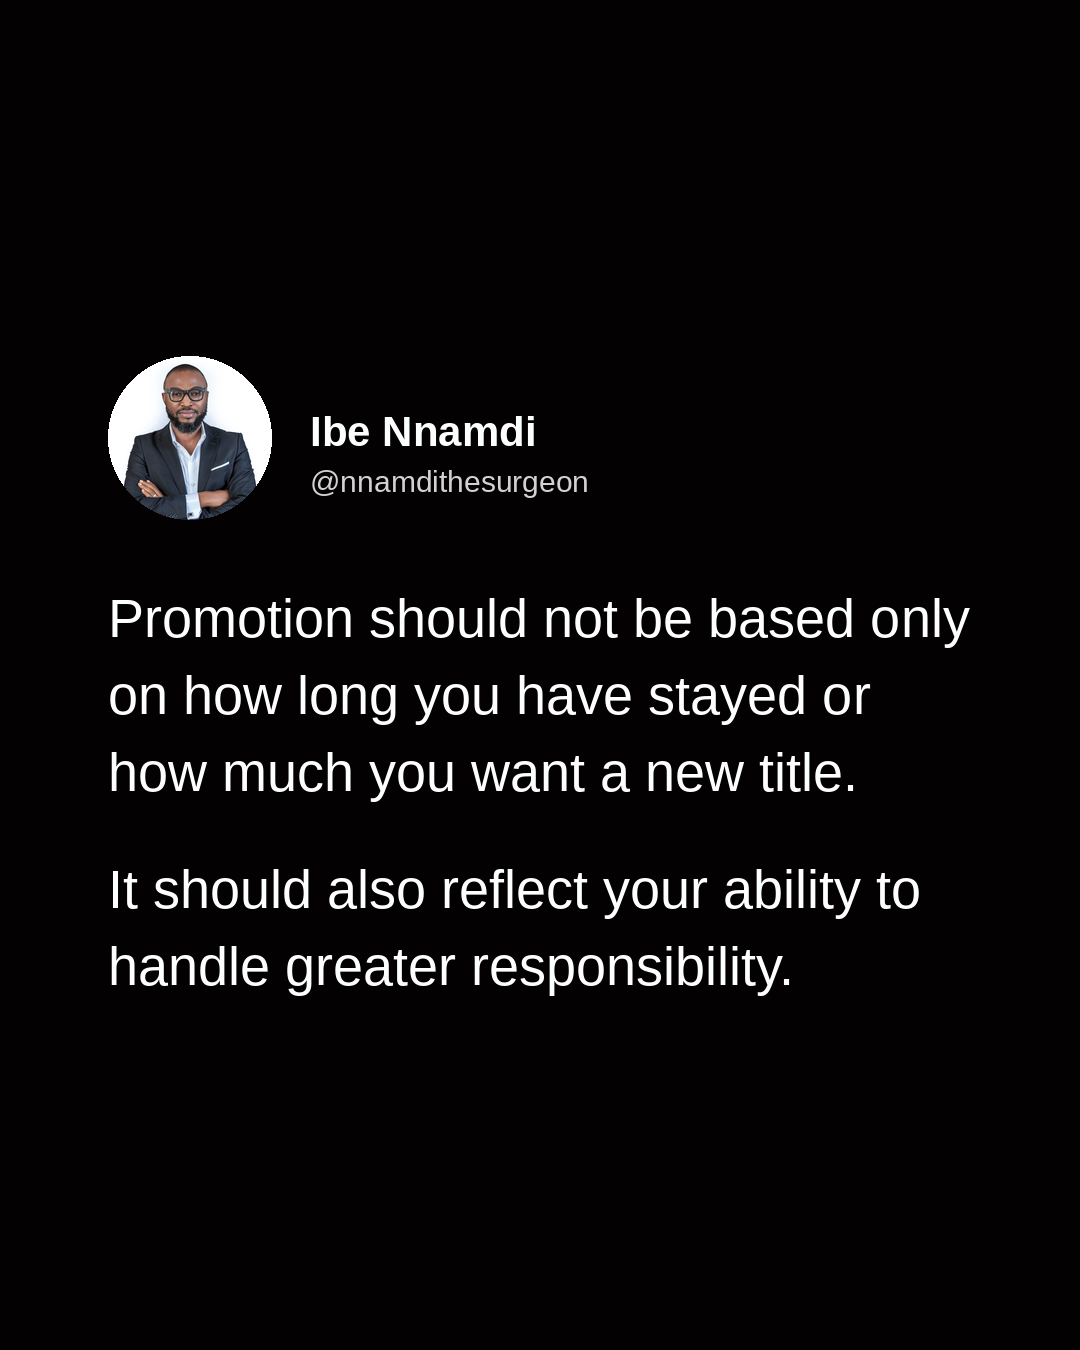 Ibe Nnamdi
@nnamdithesurgeon
Promotion should not be based only
on how long you have stayed or
how much you want a new title.
It should also reflect your ability to
handle greater responsibility.